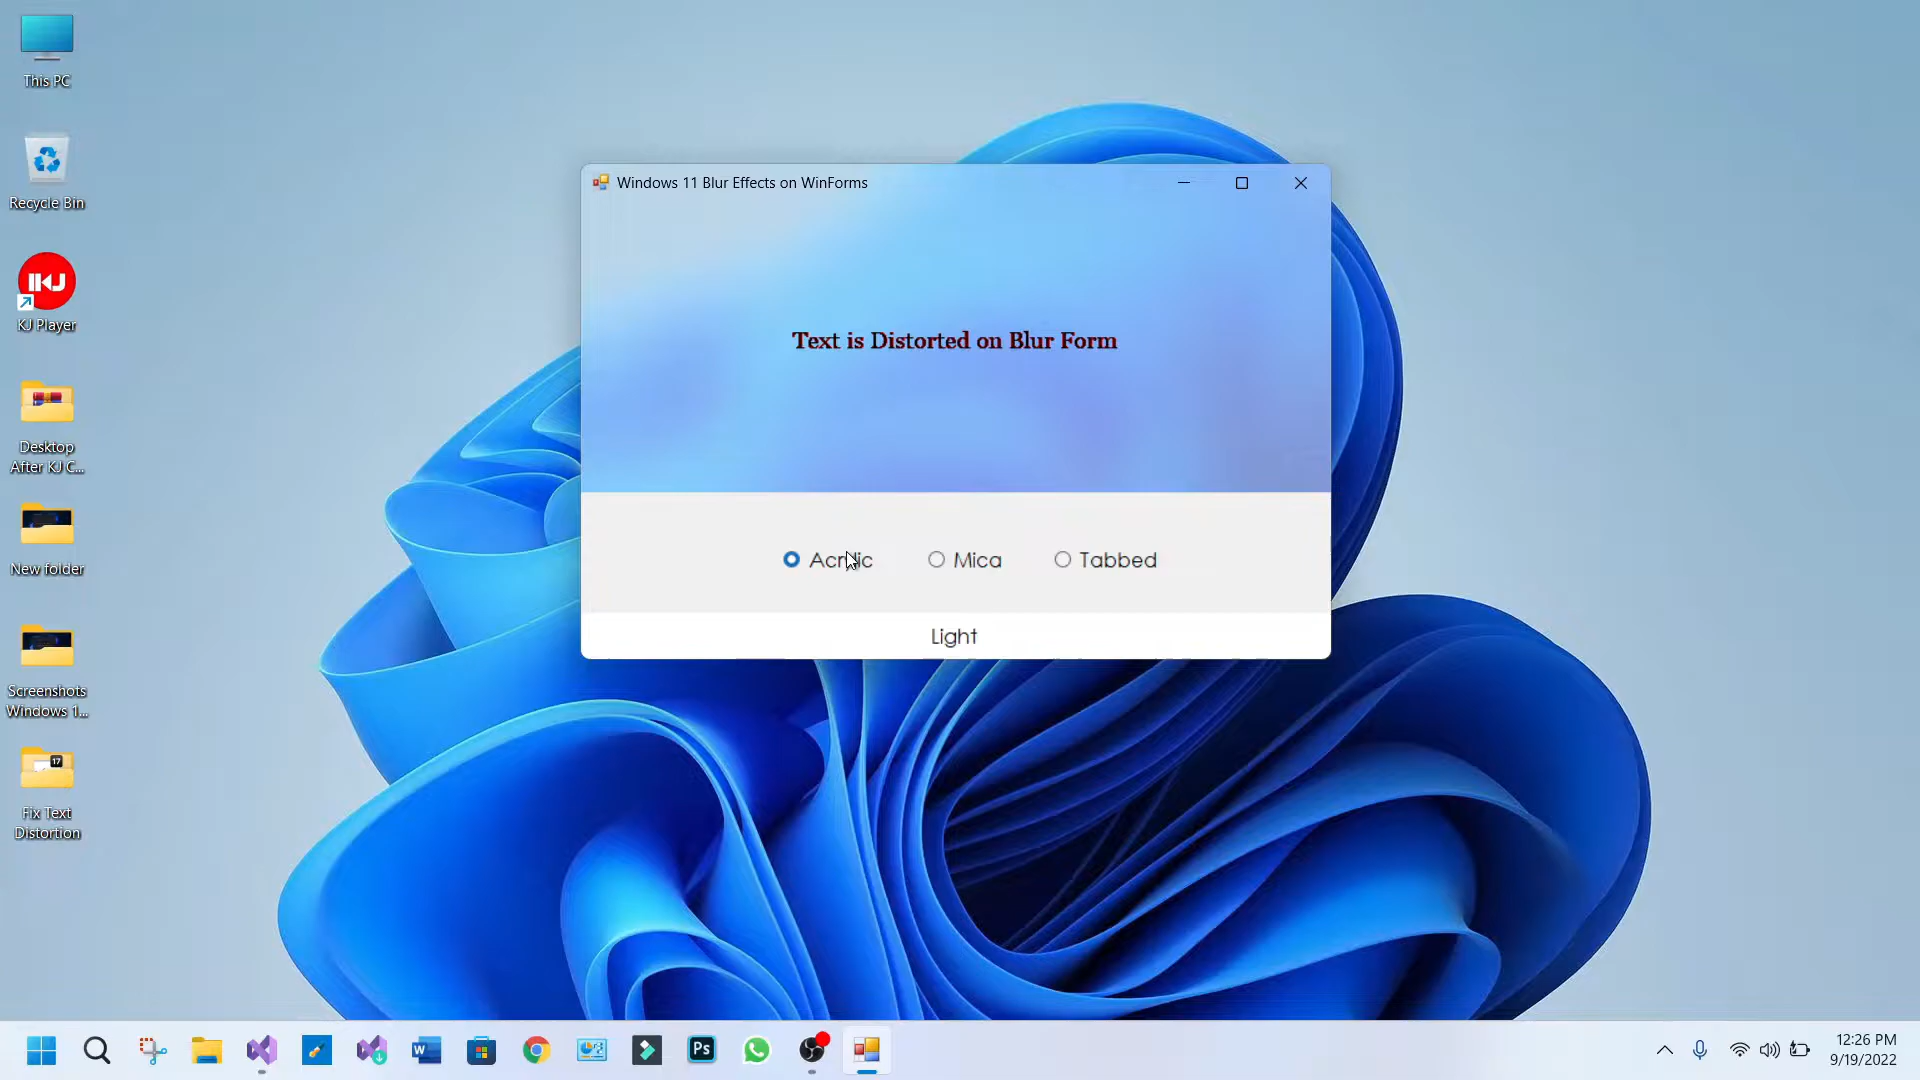 This PC
Recycle Bin
KJ Player
Desktop
After KJ C...
New folder
Screenshots
Windows 1...
17
Fix Text
Distortion
Windows 11 Blur Effects on WinForms
Text is Distorted on Blur Form
Acrylic
Mica
Tabbed
Light
W
Ps
12:26 PM
9/19/2022